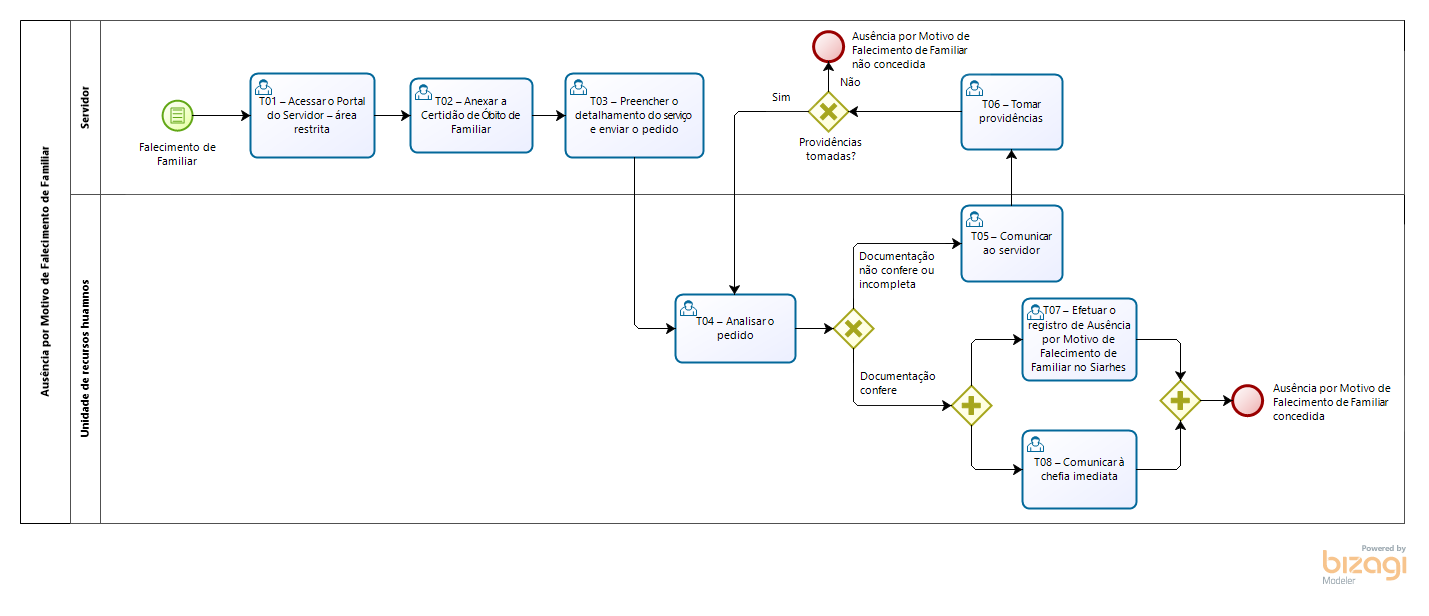 Ausência por Motivo de Falecimento de Familiar
Servidor
Falecimento de
Familiar
T01 – Acessar o Portal
do Servidor – área
restrita
T02 – Anexar a
Certidão de Óbito de
Familiar
T03 – Preencher o
detalhamento do serviço
e enviar o pedido
Sim
Não
Providências
tomadas?
Ausência por Motivo de
Falecimento de Familiar
não concedida
T06 – Tomar
providências
Unidade de recursos huamnos
T04 – Analisar o
pedido
Documentação
não confere ou
incompleta
T05 – Comunicar
ao servidor
Documentação
confere
T07 – Efetuar o
registro de Ausência
por Motivo de
Falecimento de
Familiar no Siarhes
T08 – Comunicar à
chefia imediata
Ausência por Motivo de
Falecimento de Familiar
concedida
Powered by
bizagi
Modeler